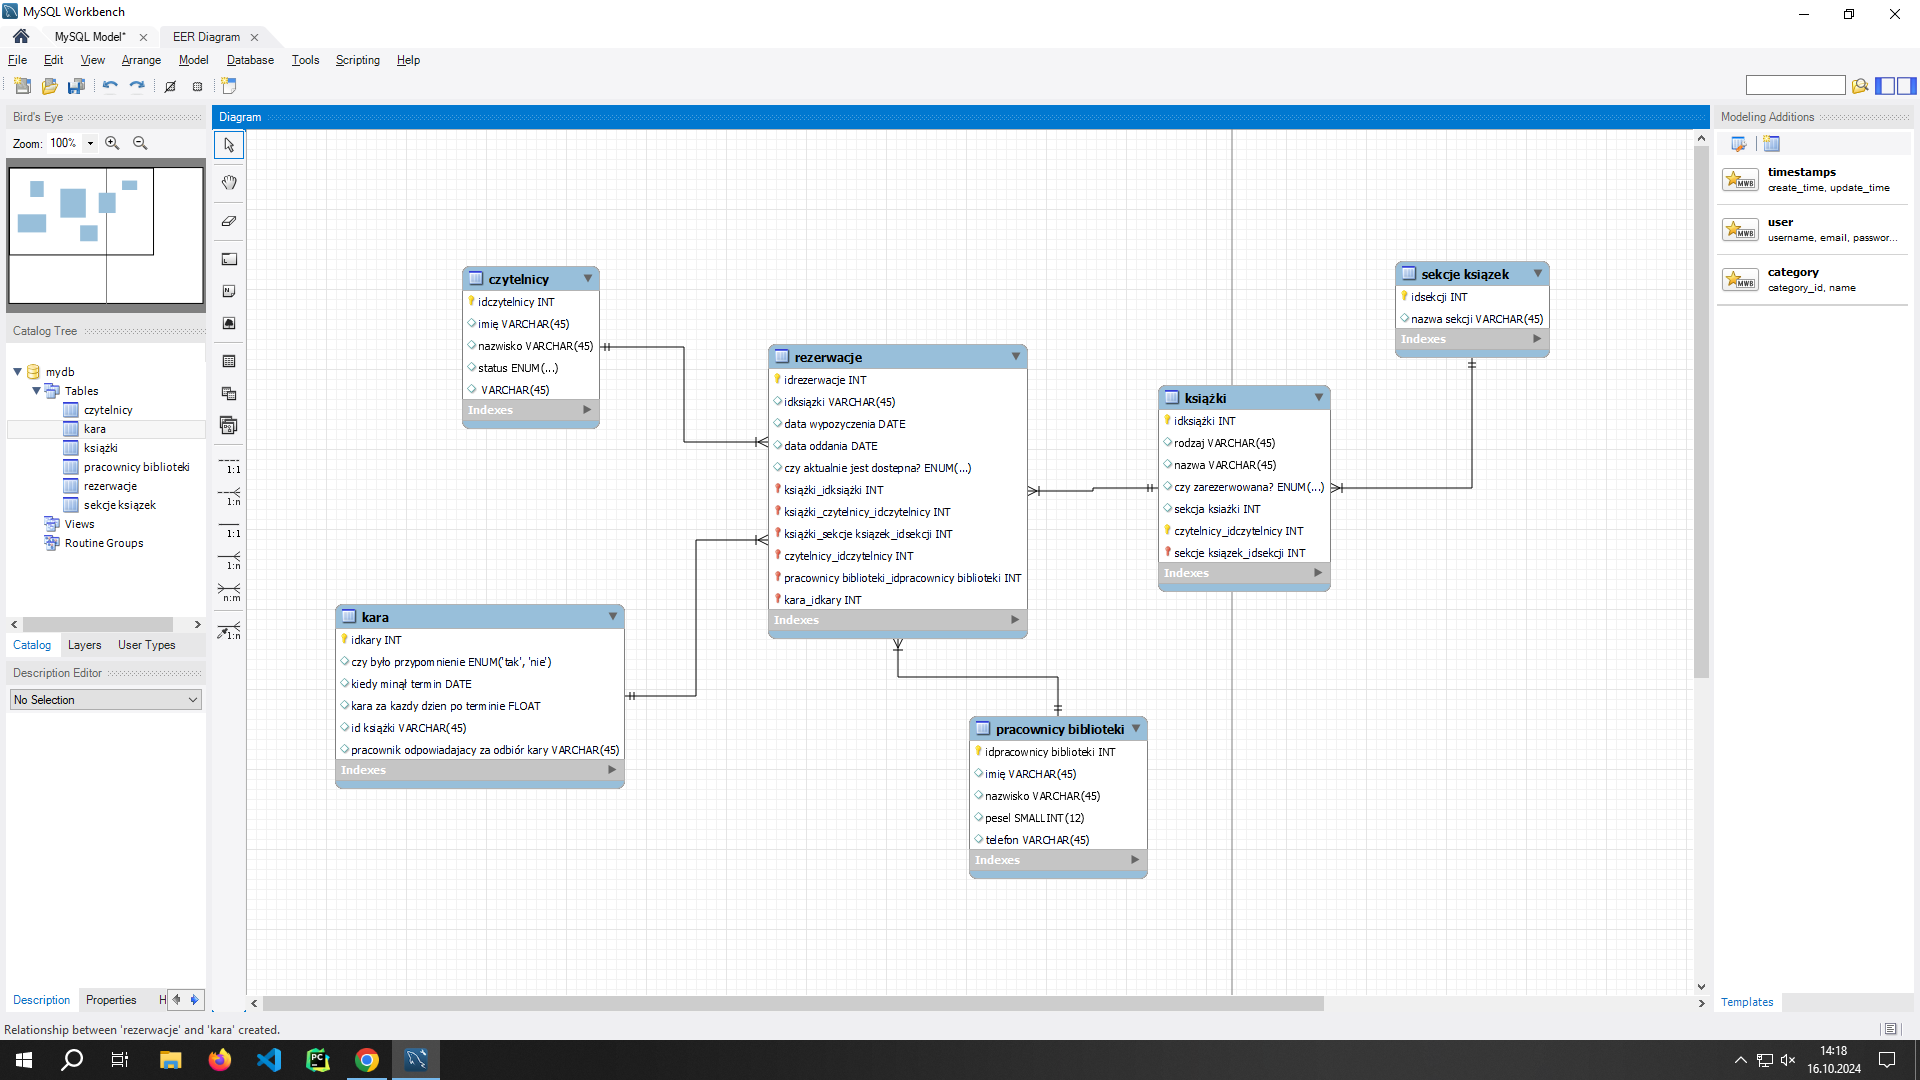 MySQL Workbench
MySQL Model*
EER Diagram
File Edit View Arrange Model Database Tools Scripting Help
Bird's Eye
Zoom: 100%
Catalog Tree
mydb
Tables
czytelnicy
kara
książki
pracownicy biblioteki
rezerwacje
sekcje ksiązek
Views
Routine Groups
Catalog Layers User Types
Description Editor
No Selection
Description Properties H
Diagram
1:1
1:n
1:1
1:n
n:m
1:n
czytelnicy
idczytelnicy INT
imię VARCHAR(45)
nazwisko VARCHAR(45)
status ENUM(...)
VARCHAR(45)
Indexes
rezerwacje
idrezerwacje INT
idksiązki VARCHAR(45)
data wypozyczenia DATE
data oddania DATE
czy aktualnie jest dostępna? ENUM(...)
książki_idksiążki INT
książki_czytelnicy_idczytelnicy INT
książki_sekcje ksiązek_idsekcji INT
czytelnicy_idczytelnicy INT
pracownicy biblioteki_idpracownicy biblioteki INT
kara_idkary INT
Indexes
sekcje ksiązek
idsekcji INT
nazwa sekcji VARCHAR(45)
Indexes
książki
idksiążki INT
rodzaj VARCHAR(45)
nazwa VARCHAR(45)
czy zarezerwowana? ENUM(...)
sekcja ksiażki INT
czytelnicy_idczytelnicy INT
sekcje ksiązek_idsekcji INT
Indexes
kara
idkary INT
czy było przypomnienie ENUM('tak', 'nie')
kiedy minął termin DATE
kara za kazdy dzien po terminie FLOAT
id książki VARCHAR(45)
pracownik odpowiadajacy za odbiór kary VARCHAR(45)
Indexes
pracownicy biblioteki
idpracownicy biblioteki INT
imię VARCHAR(45)
nazwisko VARCHAR(45)
pesel SMALLINT(12)
telefon VARCHAR(45)
Indexes
Modeling Additions
timestamps
create_time, update_time
user
username, email, passwor...
category
category_id, name
Templates
Relationship between 'rezerwacje' and 'kara' created.
14:18
16.10.2024